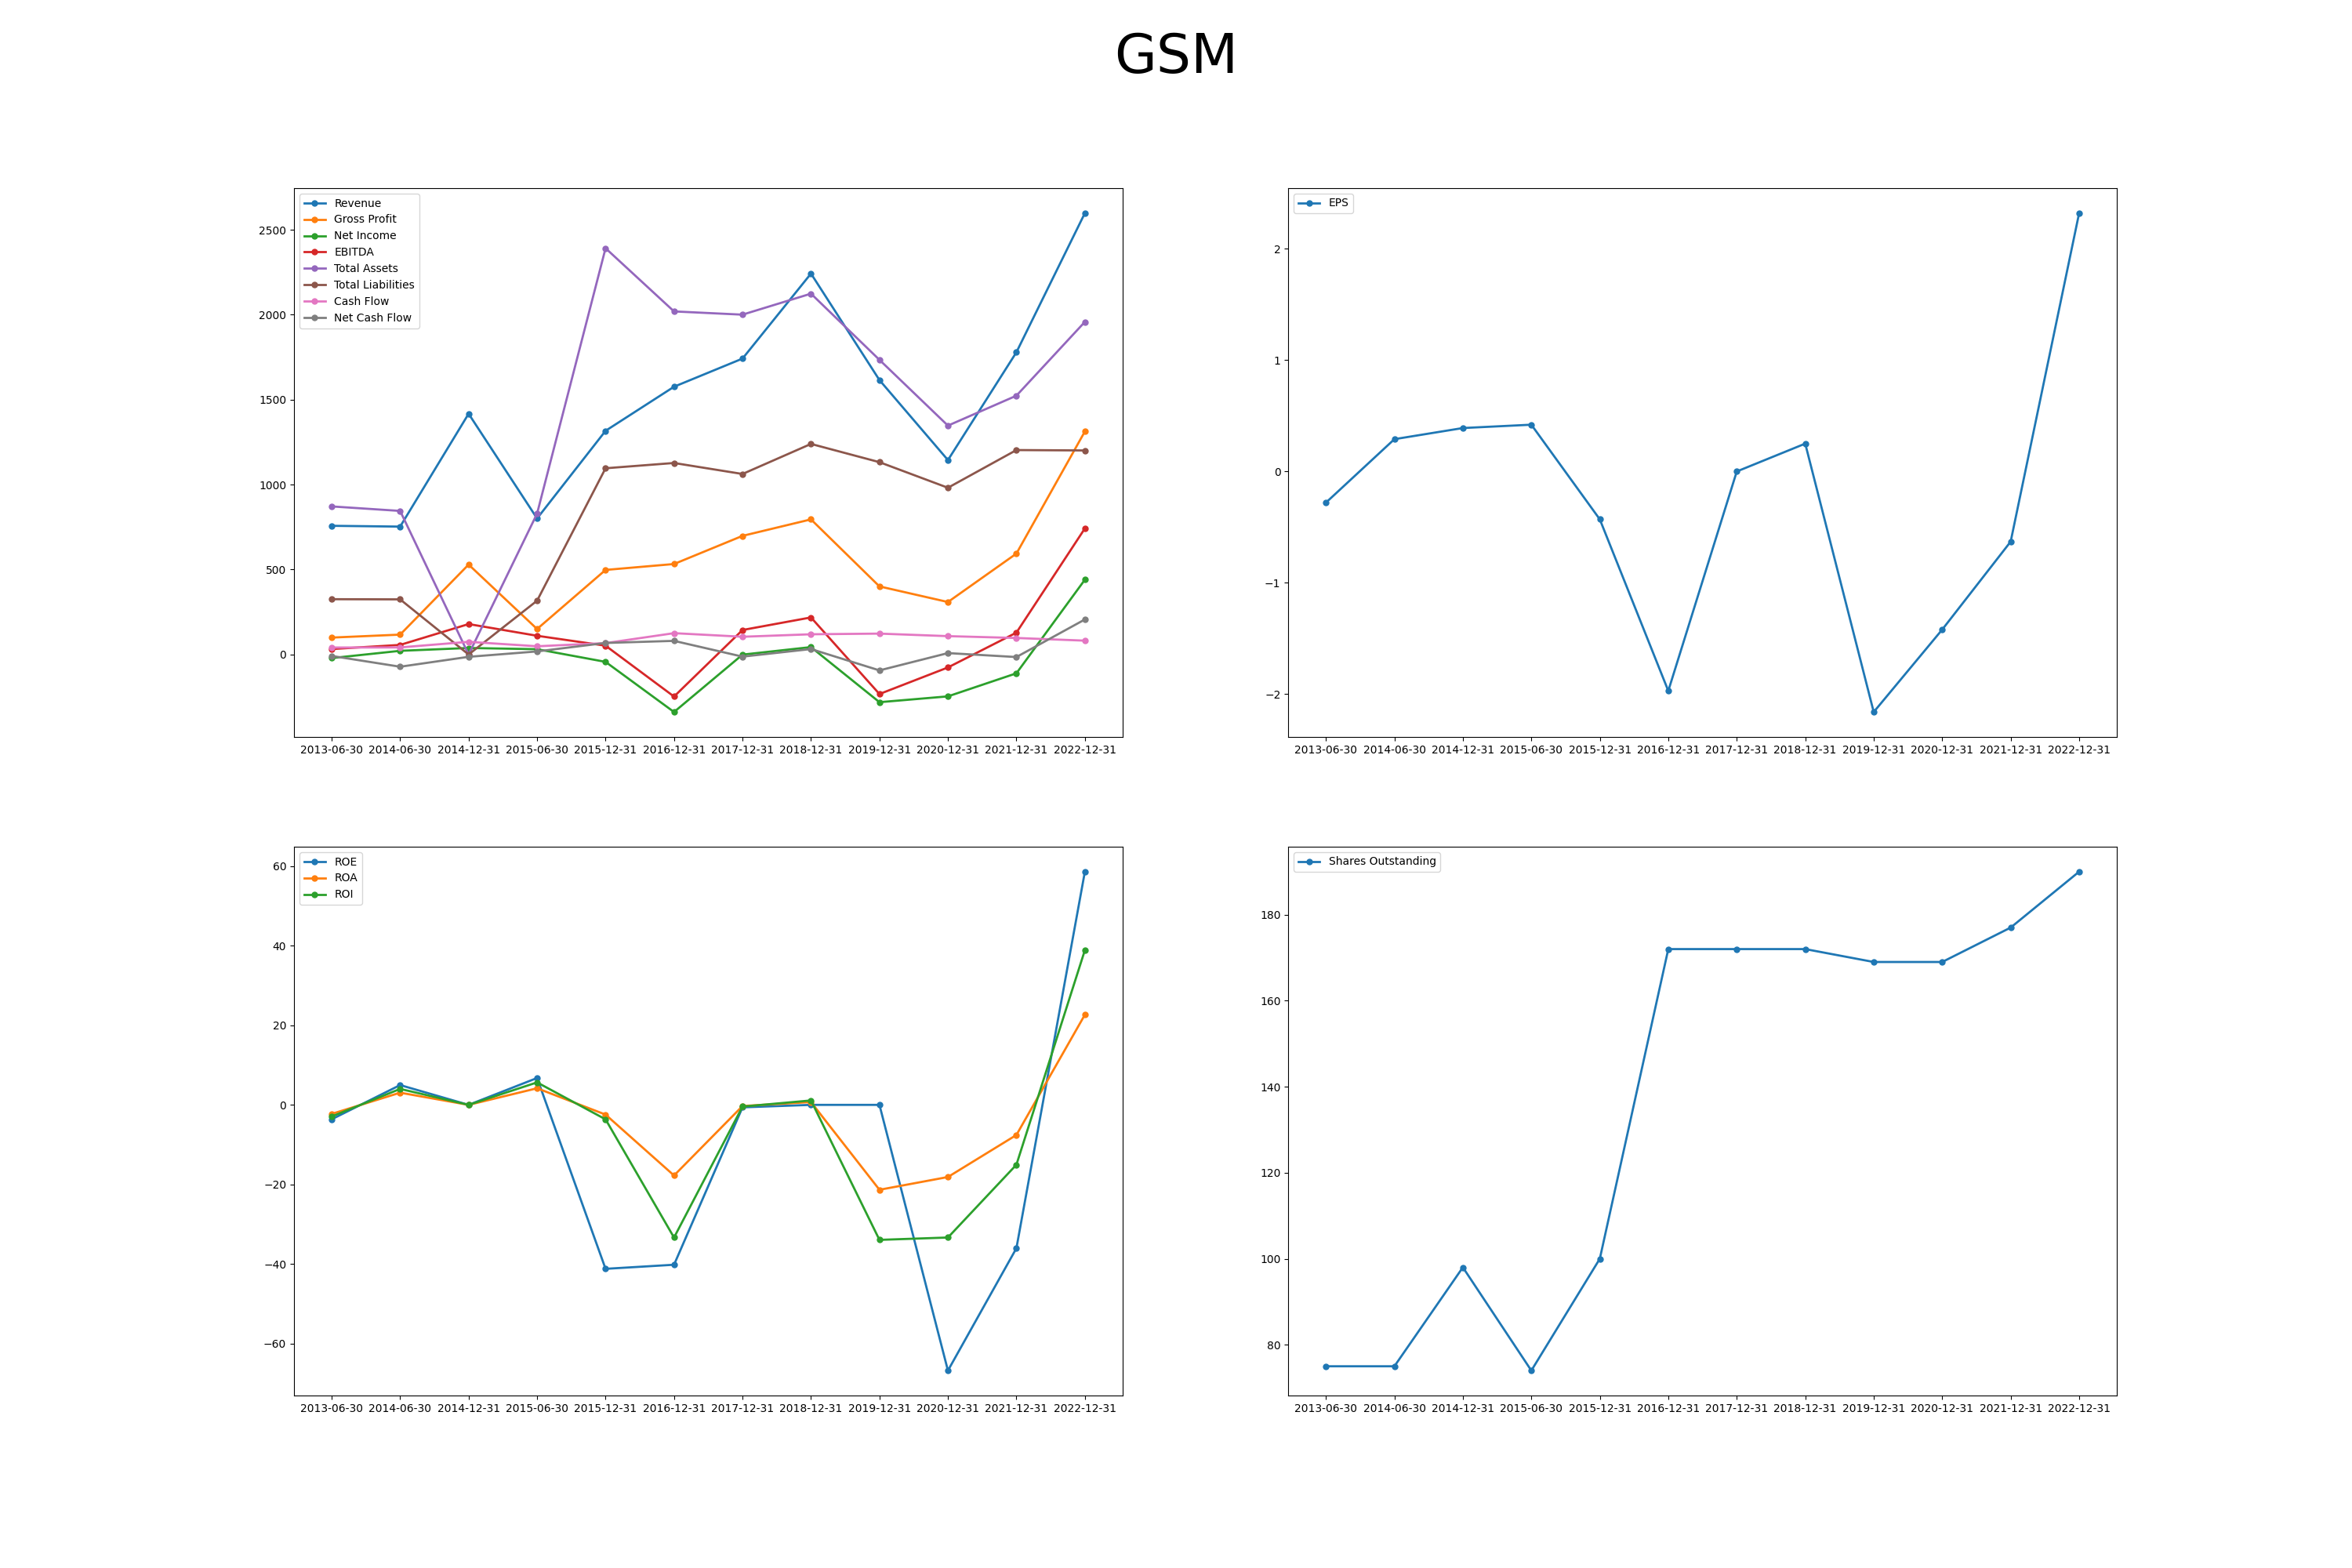 GSM
Revenue
Gross Profit
Net Income
EBITDA
Total Assets
Total Liabilities
Cash Flow
Net Cash Flow
2500
2000
1500
1000
500
0
2013-06-30 2014-06-30 2014-12-31 2015-06-30 2015-12-31 2016-12-31 2017-12-31 2018-12-31 2019-12-31 2020-12-31 2021-12-31 2022-12-31
EPS
2
1
0
−1
−2
2013-06-30 2014-06-30 2014-12-31 2015-06-30 2015-12-31 2016-12-31 2017-12-31 2018-12-31 2019-12-31 2020-12-31 2021-12-31 2022-12-31
ROE
ROA
ROI
60
40
20
0
−20
−40
−60
2013-06-30 2014-06-30 2014-12-31 2015-06-30 2015-12-31 2016-12-31 2017-12-31 2018-12-31 2019-12-31 2020-12-31 2021-12-31 2022-12-31
Shares Outstanding
180
160
140
120
100
80
2013-06-30 2014-06-30 2014-12-31 2015-06-30 2015-12-31 2016-12-31 2017-12-31 2018-12-31 2019-12-31 2020-12-31 2021-12-31 2022-12-31